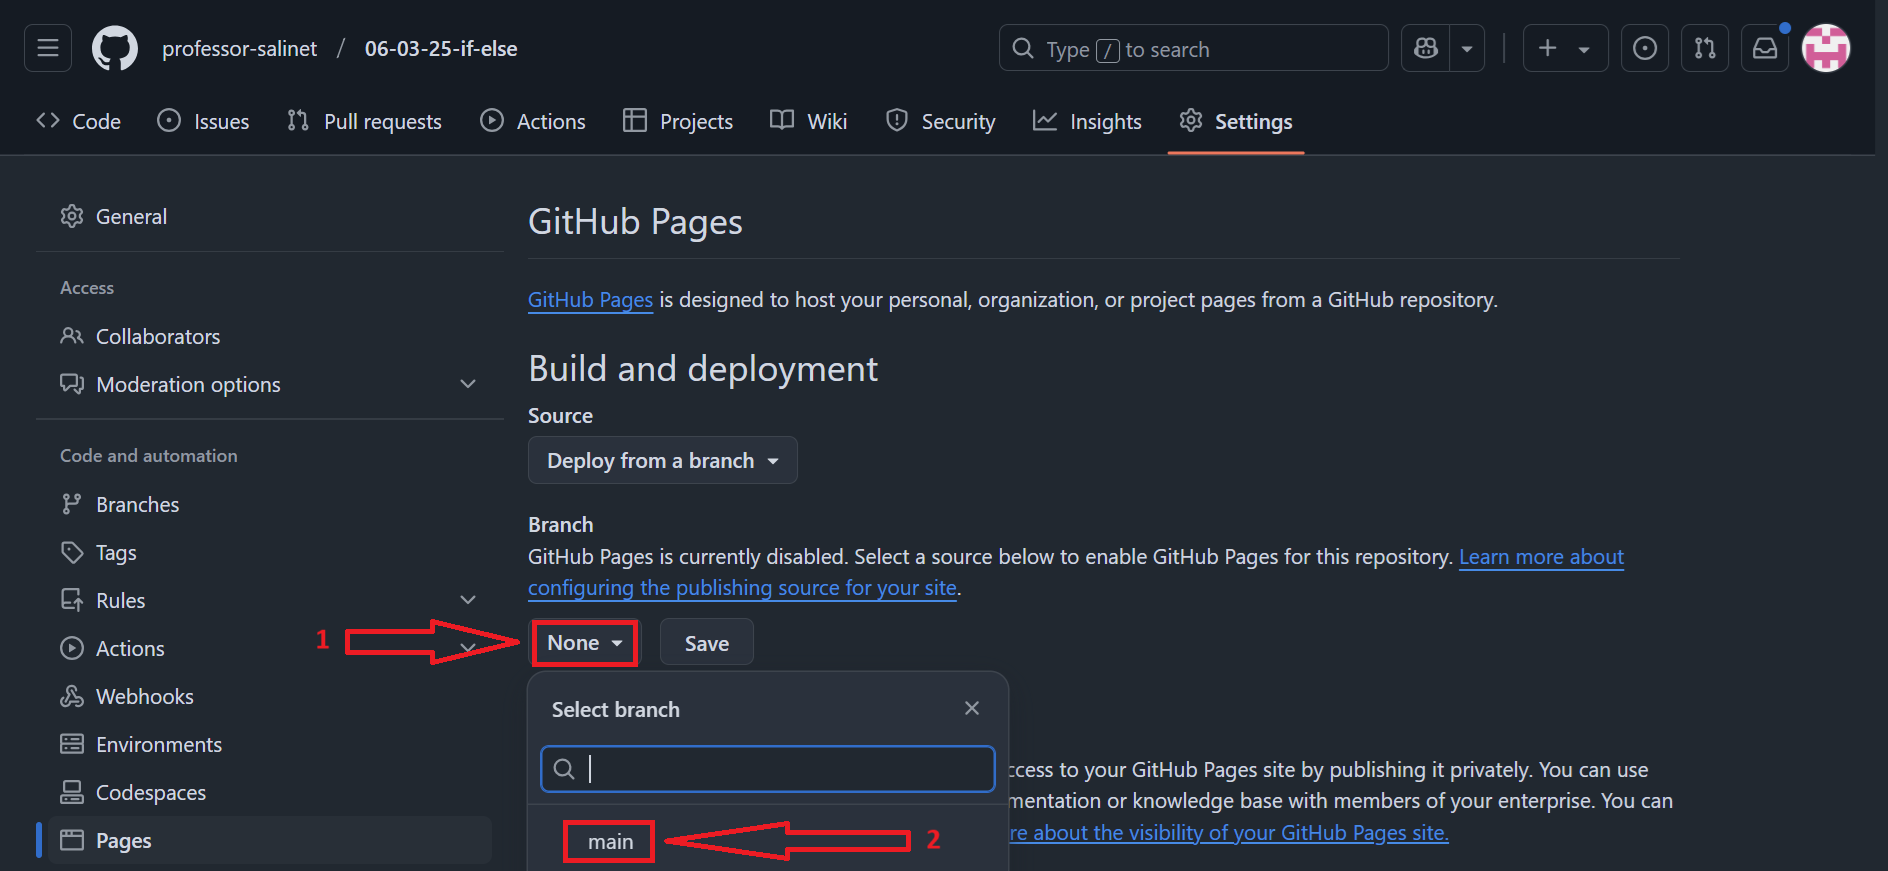 professor-salinet / 06-03-25-if-else
Type / to search
Code Issues Pull requests Actions Projects Wiki Security Insights Settings
General
Access
Collaborators
Moderation options
Code and automation
Branches
Tags
Rules
Actions
Webhooks
Environments
Codespaces
Pages
GitHub Pages
GitHub Pages is designed to host your personal, organization, or project pages from a GitHub repository.
Build and deployment
Source
Deploy from a branch
Branch
GitHub Pages is currently disabled. Select a source below to enable GitHub Pages for this repository. Learn more about
configuring the publishing source for your site.
1 None Save
Select branch
ccess to your GitHub Pages site by publishing it privately. You can use
mentation or knowledge base with members of your enterprise. You can
re about the visibility of your GitHub Pages site.
main 2